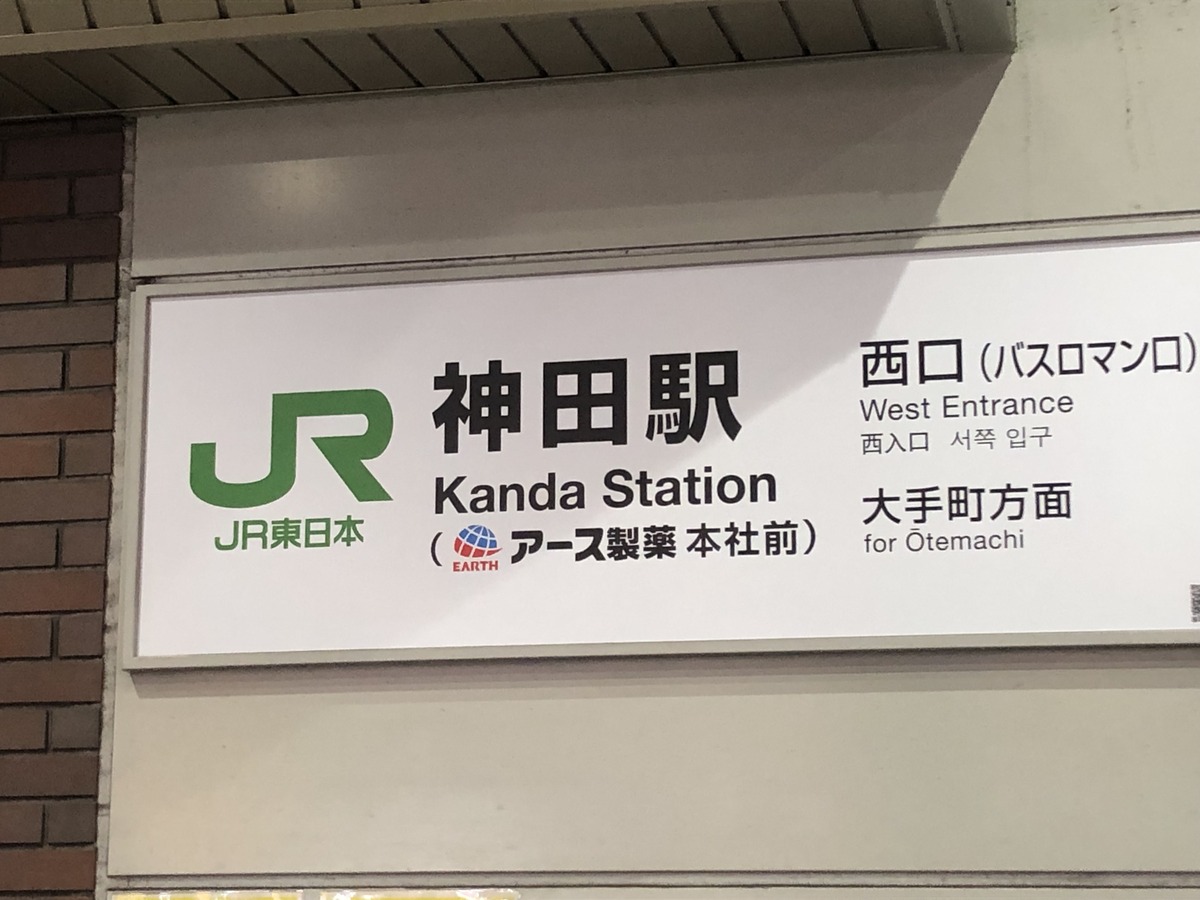 JR
JR東日本
神田駅
Kanda Station
(EARTH アース製薬 本社前)
西口(バスロマン口)
West Entrance
西入口 서쪽 입구
大手町方面
for Ōtemachi